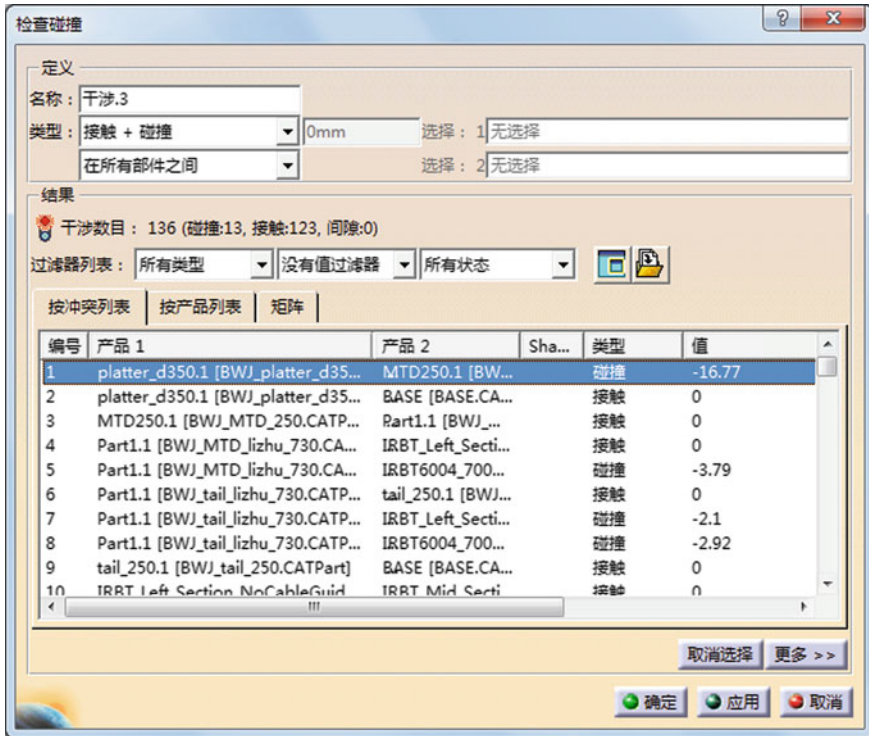 检查碰撞
定义
名称：干涉.3
类型：接触 + 碰撞 0mm 选择： 1 无选择
在所有部件之间 选择： 2 无选择
结果
干涉数目： 136 (碰撞:13, 接触:123, 间隙:0)
过滤器列表： 所有类型 没有值过滤器 所有状态
按冲突列表 按产品列表 矩阵
编号 产品 1 产品 2 Sha... 类型 值
1 platter_d350.1 [BWJ_platter_d35... MTD250.1 [BW... 碰撞 -16.77
2 platter_d350.1 [BWJ_platter_d35... BASE [BASE.CA... 接触 0
3 MTD250.1 [BWJ_MTD_250.CATP... Part1.1 [BWJ_... 接触 0
4 Part1.1 [BWJ_MTD_lizhu_730.CA... IRBT_Left_Secti... 接触 0
5 Part1.1 [BWJ_MTD_lizhu_730.CA... IRBT6004_700... 碰撞 -3.79
6 Part1.1 [BWJ_tail_lizhu_730.CATP... tail_250.1 [BWJ... 接触 0
7 Part1.1 [BWJ_tail_lizhu_730.CATP... IRBT_Left_Secti... 碰撞 -2.1
8 Part1.1 [BWJ_tail_lizhu_730.CATP... IRBT6004_700... 碰撞 -2.92
9 tail_250.1 [BWJ_tail_250.CATPart] BASE [BASE.CA... 接触 0
10 IRBT_Left_Section_NoCableGuid IRBT_Mid_Secti 接触 0
取消选择 更多 >>
确定 应用 取消